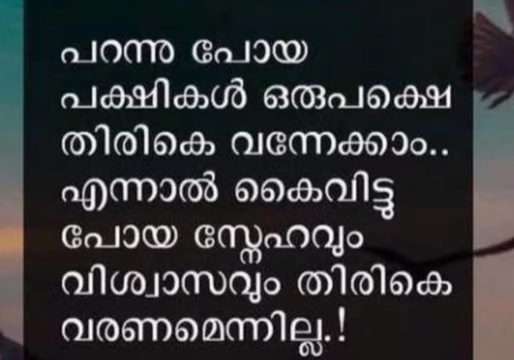 പറന്നു പോയ
പക്ഷികൾ ഒരുപക്ഷെ
തിരികെ വന്നേക്കാം..
എന്നാൽ കൈവിട്ടു
പോയ സ്നേഹവും
വിശ്വാസവും തിരികെ
വരണമെന്നില്ല.!